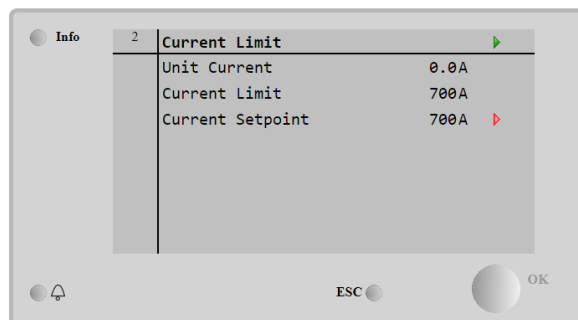 Info
2 Current Limit
Unit Current 0.0A
Current Limit 700A
Current Setpoint 700A
ESC
OK